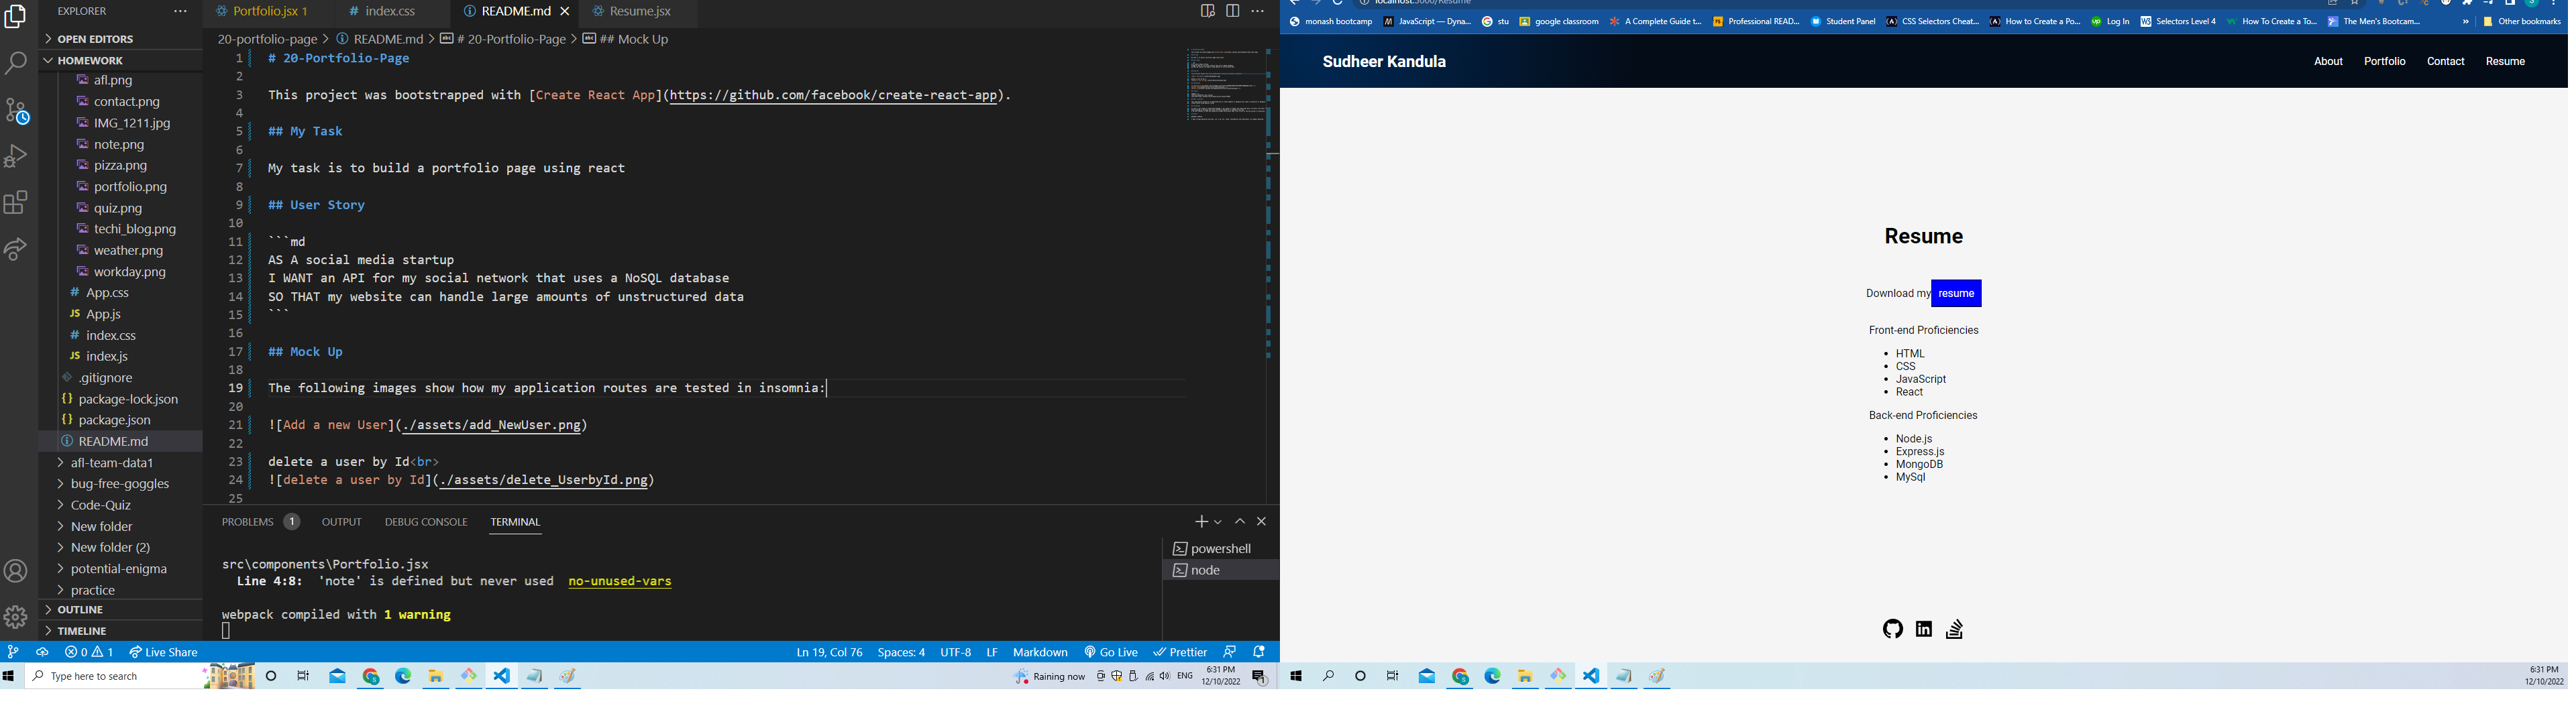 EXPLORER
OPEN EDITORS
HOMEWORK
afl.png
contact.png
IMG_1211.jpg
note.png
pizza.png
portfolio.png
quiz.png
techi_blog.png
weather.png
workday.png
# App.css
JS App.js
# index.css
JS index.js
.gitignore
{} package-lock.json
{} package.json
README.md
afl-team-data1
bug-free-goggles
Code-Quiz
New folder
New folder (2)
potential-enigma
practice
OUTLINE
TIMELINE
Portfolio.jsx 1
# index.css
README.md
Resume.jsx
20-portfolio-page > README.md > # 20-Portfolio-Page > ## Mock Up
1 # 20-Portfolio-Page
2
3 This project was bootstrapped with [Create React App](https://github.com/facebook/create-react-app).
4
5 ## My Task
6
7 My task is to build a portfolio page using react
8
9 ## User Story
10
11 ```md
12 AS A social media startup
13 I WANT an API for my social network that uses a NoSQL database
14 SO THAT my website can handle large amounts of unstructured data
15 ```
16
17 ## Mock Up
18
19 The following images show how my application routes are tested in insomnia:
20
21 ![Add a new User](./assets/add_NewUser.png)
22
23 delete a user by Id<br>
24 ![delete a user by Id](./assets/delete_UserbyId.png)
25
PROBLEMS 1 OUTPUT DEBUG CONSOLE TERMINAL
src\components\Portfolio.jsx
Line 4:8: 'note' is defined but never used no-unused-vars
webpack compiled with 1 warning
powershell
node
0 1 Live Share
Ln 19, Col 76 Spaces: 4 UTF-8 LF Markdown Go Live Prettier
Type here to search
Raining now ENG
6:31 PM
12/10/2022
1
localhost:3000/Resume
monash bootcamp JavaScript — Dyna... stu google classroom A Complete Guide t... Professional READ... Student Panel CSS Selectors Cheat... How to Create a Po... Log In Selectors Level 4 How To Create a To... The Men's Bootcam... » Other bookmarks
Sudheer Kandula
About Portfolio Contact Resume
Resume
Download my resume
Front-end Proficiencies
• HTML
• CSS
• JavaScript
• React
Back-end Proficiencies
• Node.js
• Express.js
• MongoDB
• MySql
6:31 PM
12/10/2022